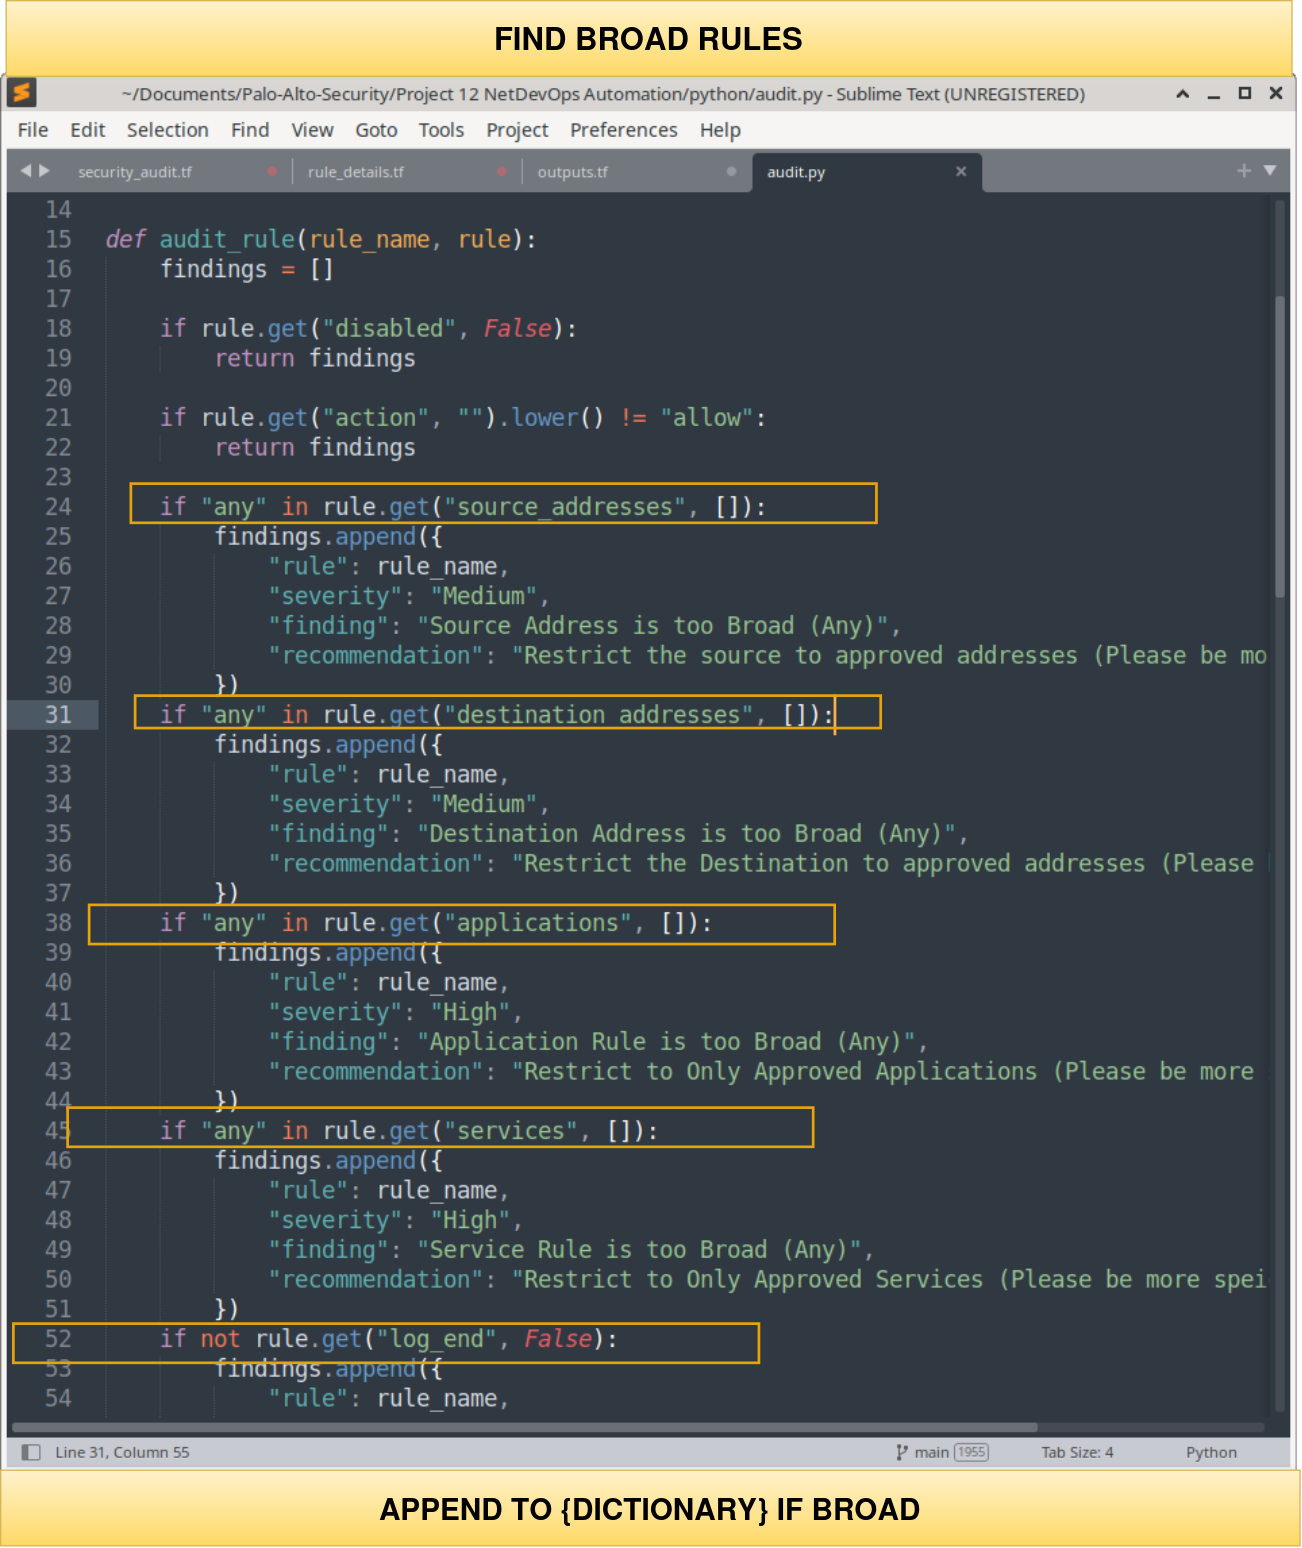 FIND BROAD RULES
~/Documents/Palo-Alto-Security/Project 12 NetDevOps Automation/python/audit.py - Sublime Text (UNREGISTERED)
File Edit Selection Find View Goto Tools Project Preferences Help
security_audit.tf rule_details.tf outputs.tf audit.py
14
15 def audit_rule(rule_name, rule):
16 findings = []
17
18 if rule.get("disabled", False):
19 return findings
20
21 if rule.get("action", "").lower() != "allow":
22 return findings
23
24 if "any" in rule.get("source_addresses", []):
25 findings.append({
26 "rule": rule_name,
27 "severity": "Medium",
28 "finding": "Source Address is too Broad (Any)",
29 "recommendation": "Restrict the source to approved addresses (Please be mo
30 })
31 if "any" in rule.get("destination addresses", []):
32 findings.append({
33 "rule": rule_name,
34 "severity": "Medium",
35 "finding": "Destination Address is too Broad (Any)",
36 "recommendation": "Restrict the Destination to approved addresses (Please
37 })
38 if "any" in rule.get("applications", []):
39 findings.append({
40 "rule": rule_name,
41 "severity": "High",
42 "finding": "Application Rule is too Broad (Any)",
43 "recommendation": "Restrict to Only Approved Applications (Please be more
44 })
45 if "any" in rule.get("services", []):
46 findings.append({
47 "rule": rule_name,
48 "severity": "High",
49 "finding": "Service Rule is too Broad (Any)",
50 "recommendation": "Restrict to Only Approved Services (Please be more spei
51 })
52 if not rule.get("log_end", False):
53 findings.append({
54 "rule": rule_name,
Line 31, Column 55 main 1955 Tab Size: 4 Python
APPEND TO {DICTIONARY} IF BROAD